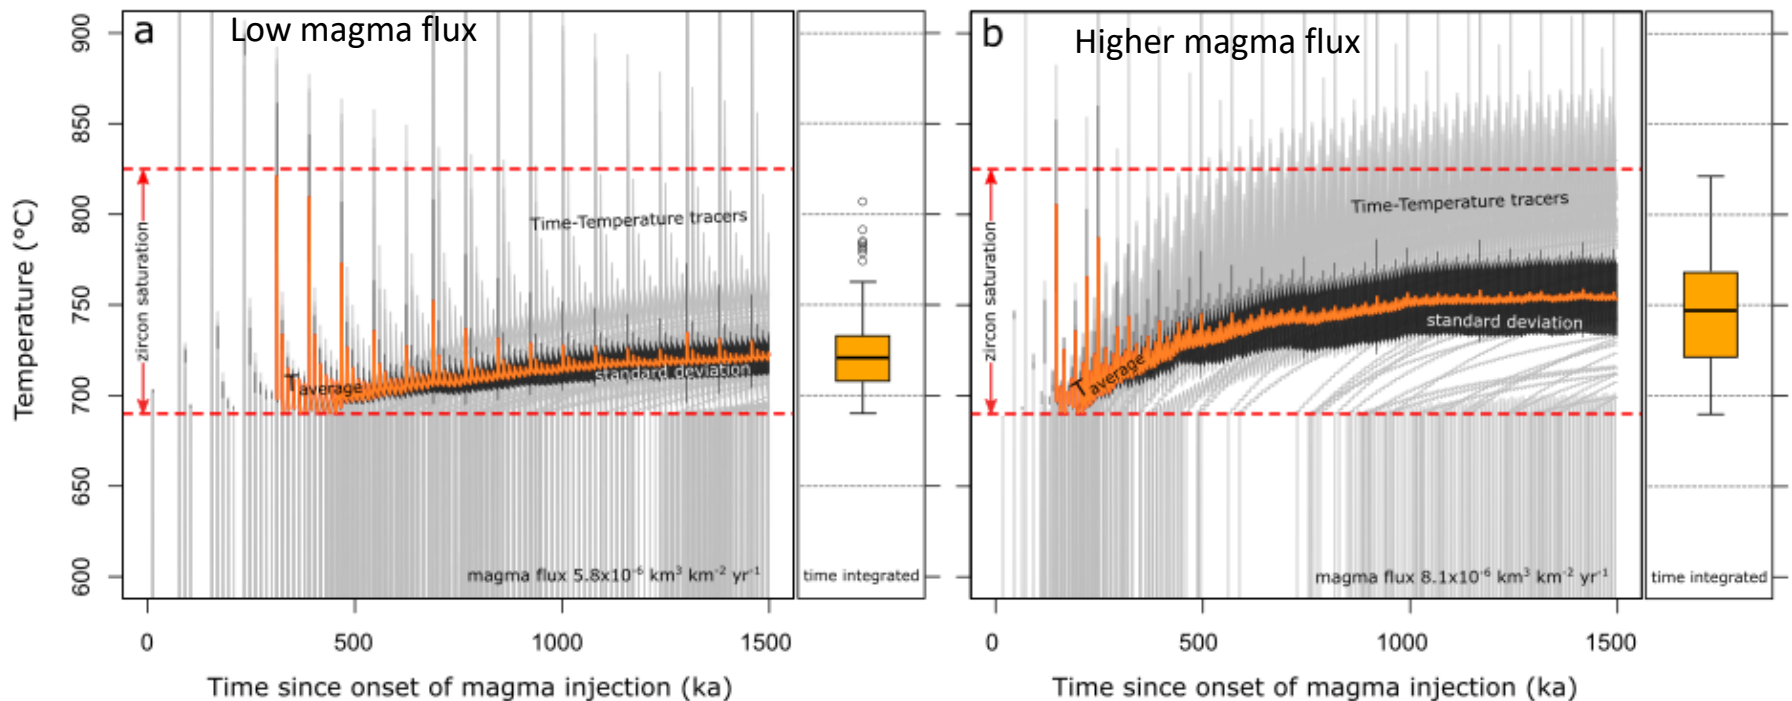 a
Low magma flux
900
850
800
750
700
650
600
Temperature (°C)
zircon saturation
Time-Temperature tracers
T average
standard deviation
magma flux 5.8x10⁻⁶ km³ km⁻² yr⁻¹
time integrated
0
500
1000
1500
Time since onset of magma injection (ka)
b
Higher magma flux
zircon saturation
Time-Temperature tracers
T average
standard deviation
magma flux 8.1x10⁻⁶ km³ km⁻² yr⁻¹
time integrated
0
500
1000
1500
Time since onset of magma injection (ka)